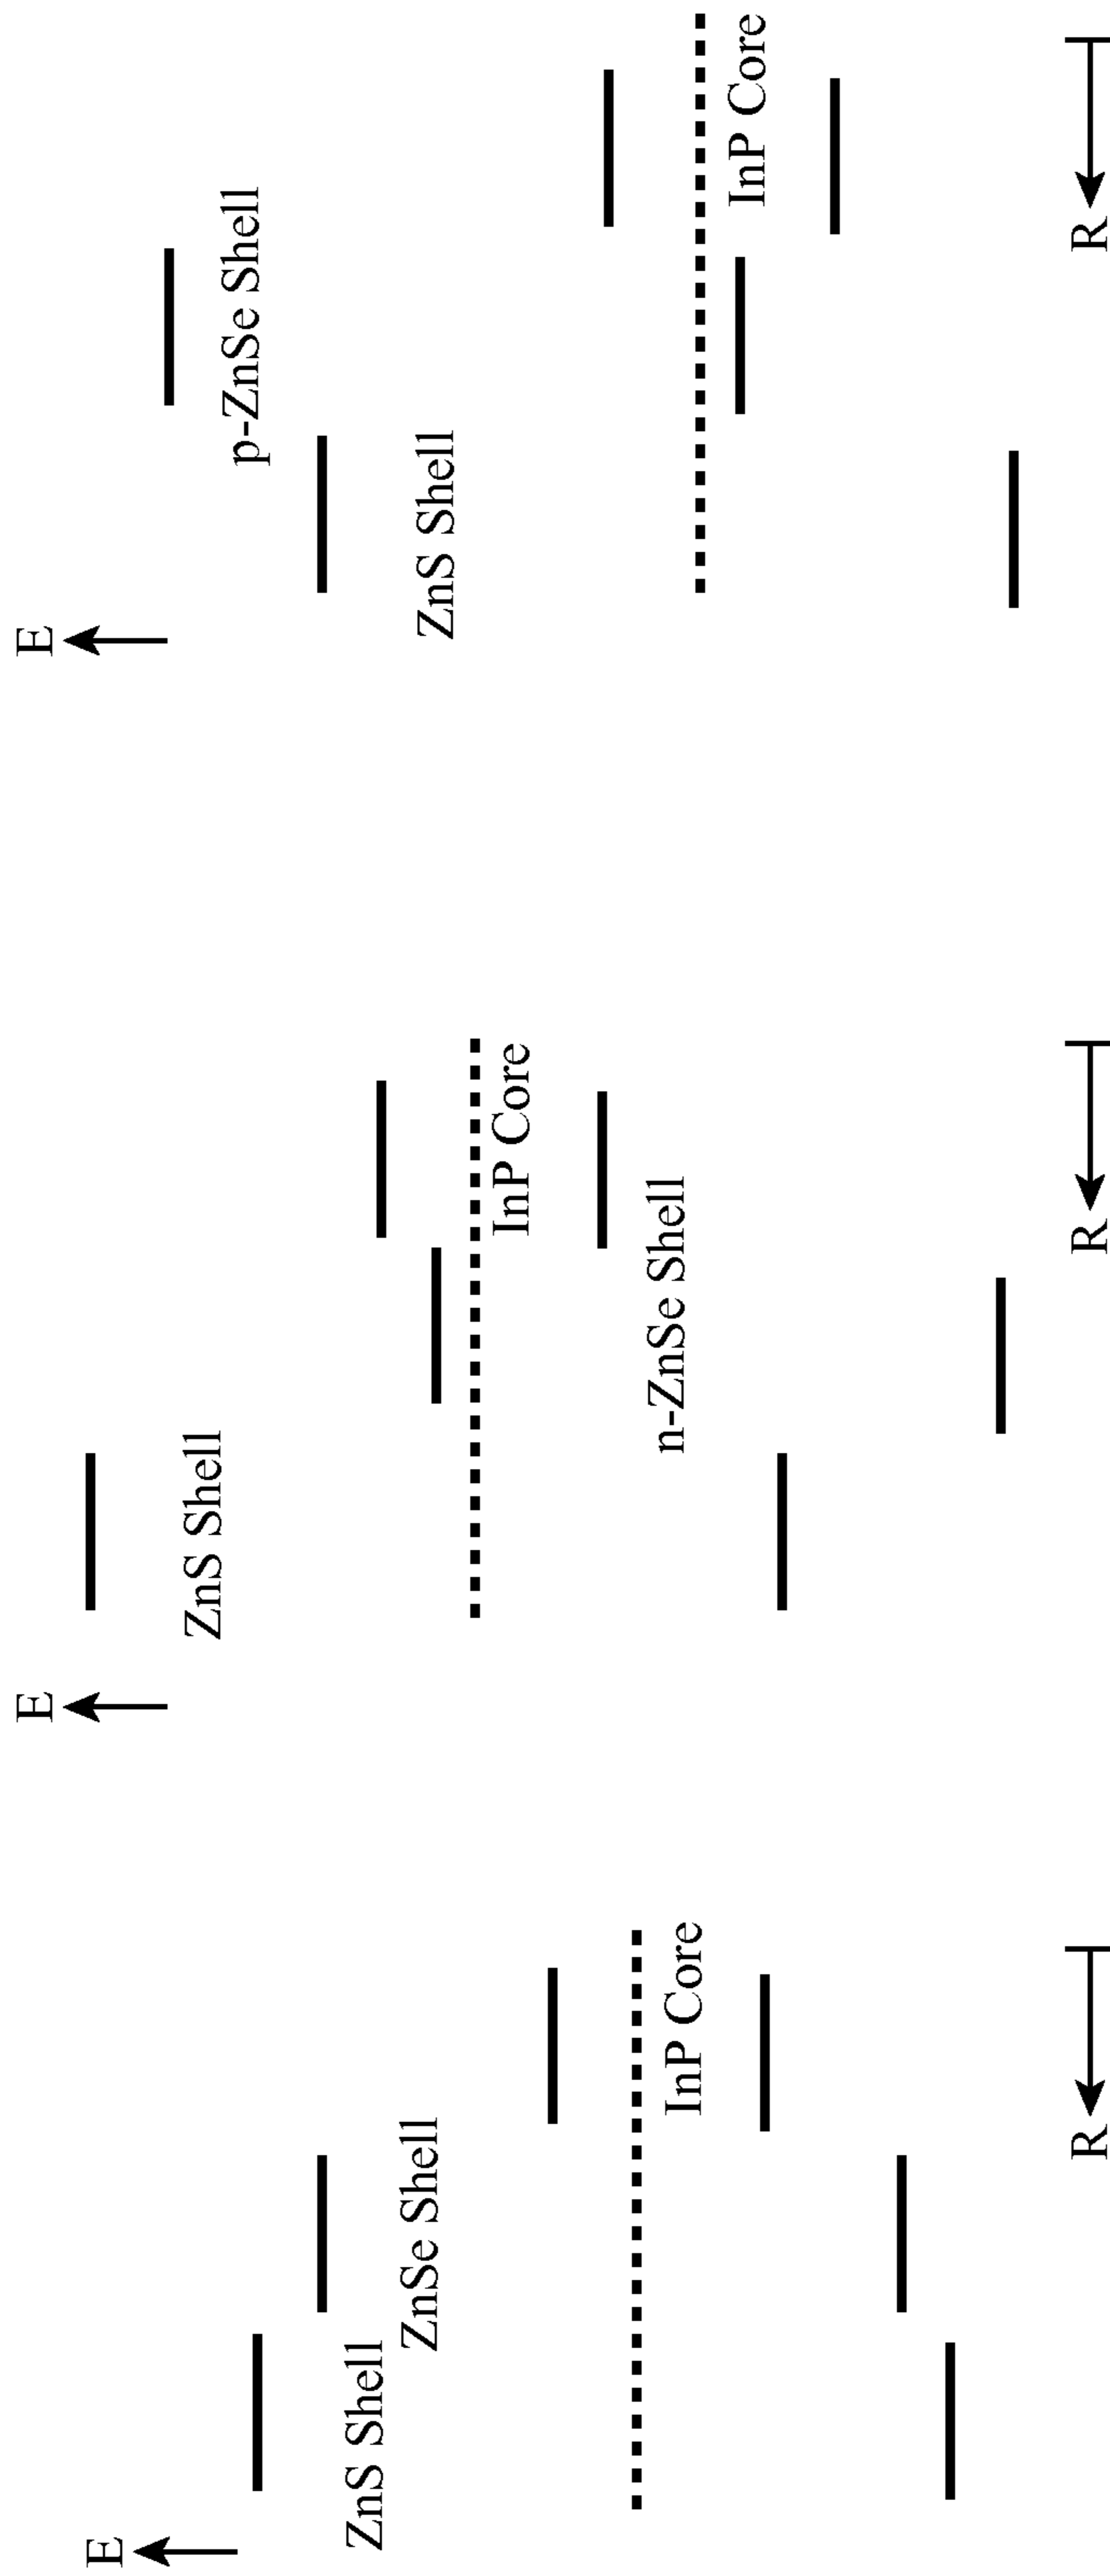 E
p-ZnSe Shell
ZnS Shell
InP Core
R
E
ZnS Shell
InP Core
n-ZnSe Shell
R
E
ZnS Shell
ZnSe Shell
InP Core
R